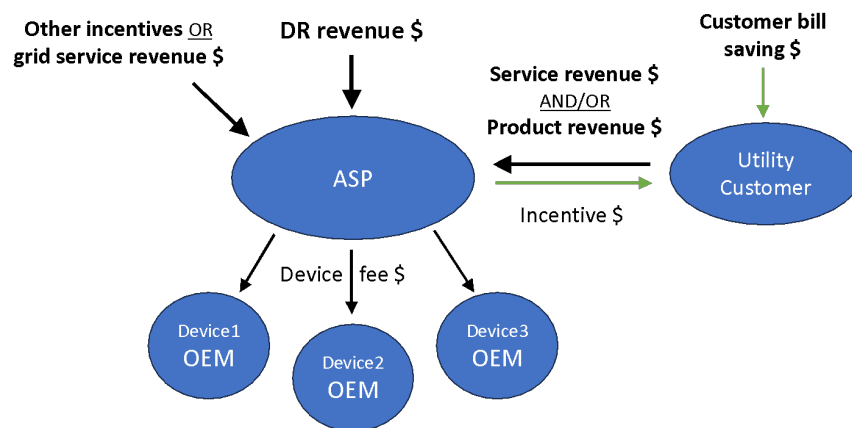 Other incentives OR
grid service revenue $
DR revenue $
Customer bill
saving $
Service revenue $
AND/OR
Product revenue $
ASP
Utility
Customer
Incentive $
Device fee $
Device1
OEM
Device2
OEM
Device3
OEM